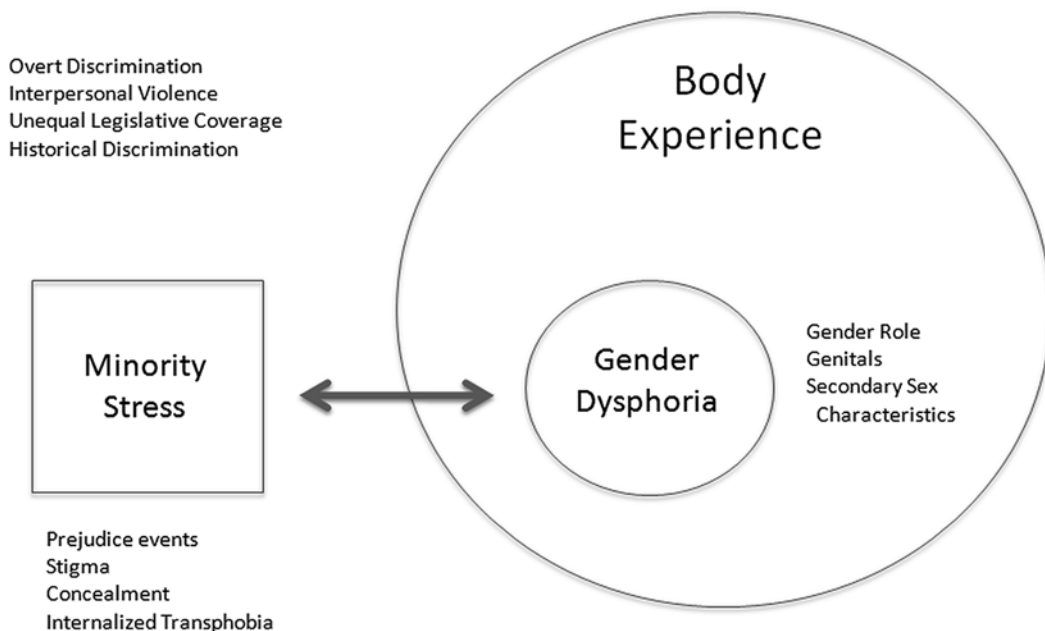 Overt Discrimination
Interpersonal Violence
Unequal Legislative Coverage
Historical Discrimination
Body
Experience
Minority
Stress
Gender
Dysphoria
Gender Role
Genitals
Secondary Sex
Characteristics
Prejudice events
Stigma
Concealment
Internalized Transphobia